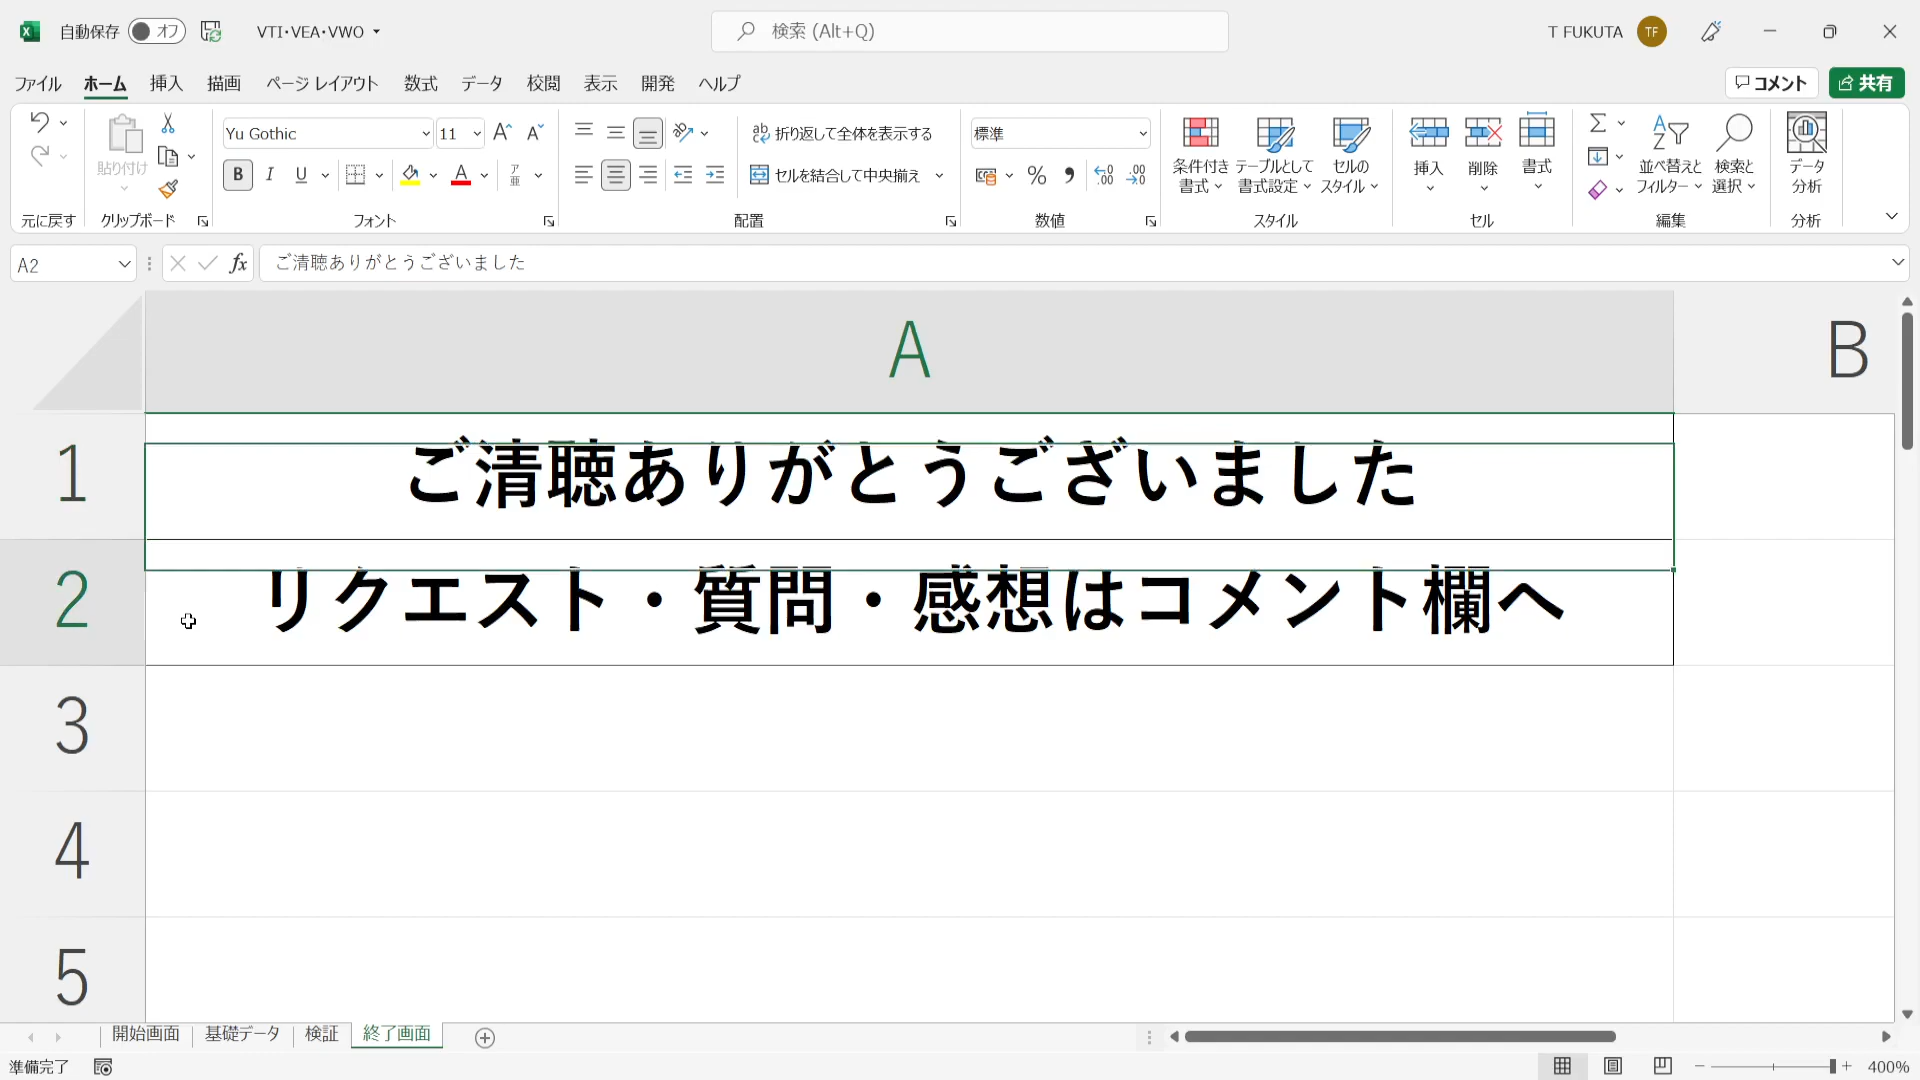 自動保存 オフ VTI・VEA・VWO 検索 (Alt+Q) T FUKUTA TF
ファイル ホーム 挿入 描画 ページ レイアウト 数式 データ 校閲 表示 開発 ヘルプ コメント 共有
Yu Gothic 11 折り返して全体を表示する 標準
貼り付け B I U A セルを結合して中央揃え % 条件付き書式 テーブルとして書式設定 セルのスタイル 挿入 削除 書式 並べ替えとフィルター 検索と選択 データ分析
元に戻す クリップボード フォント 配置 数値 スタイル セル 編集 分析
A2 fx ご清聴ありがとうございました
A B
1 ご清聴ありがとうございました
2 リクエスト・質問・感想はコメント欄へ
3
4
5
開始画面 基礎データ 検証 終了画面
準備完了 400%